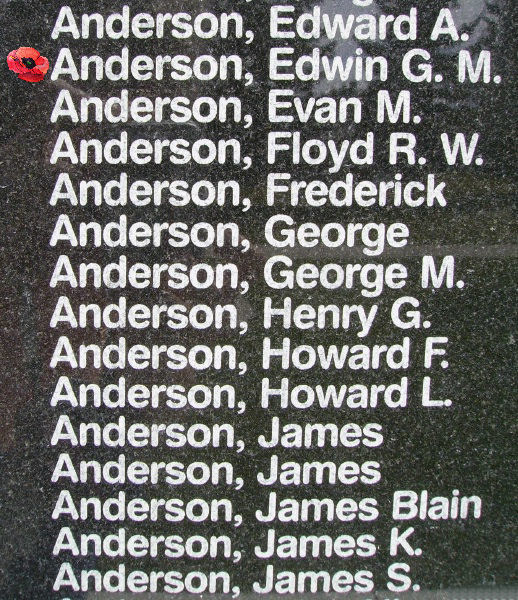 Anderson, Edward A.
Anderson, Edwin G. M.
Anderson, Evan M.
Anderson, Floyd R. W.
Anderson, Frederick
Anderson, George
Anderson, George M.
Anderson, Henry G.
Anderson, Howard F.
Anderson, Howard L.
Anderson, James
Anderson, James
Anderson, James Blain
Anderson, James K.
Anderson, James S.